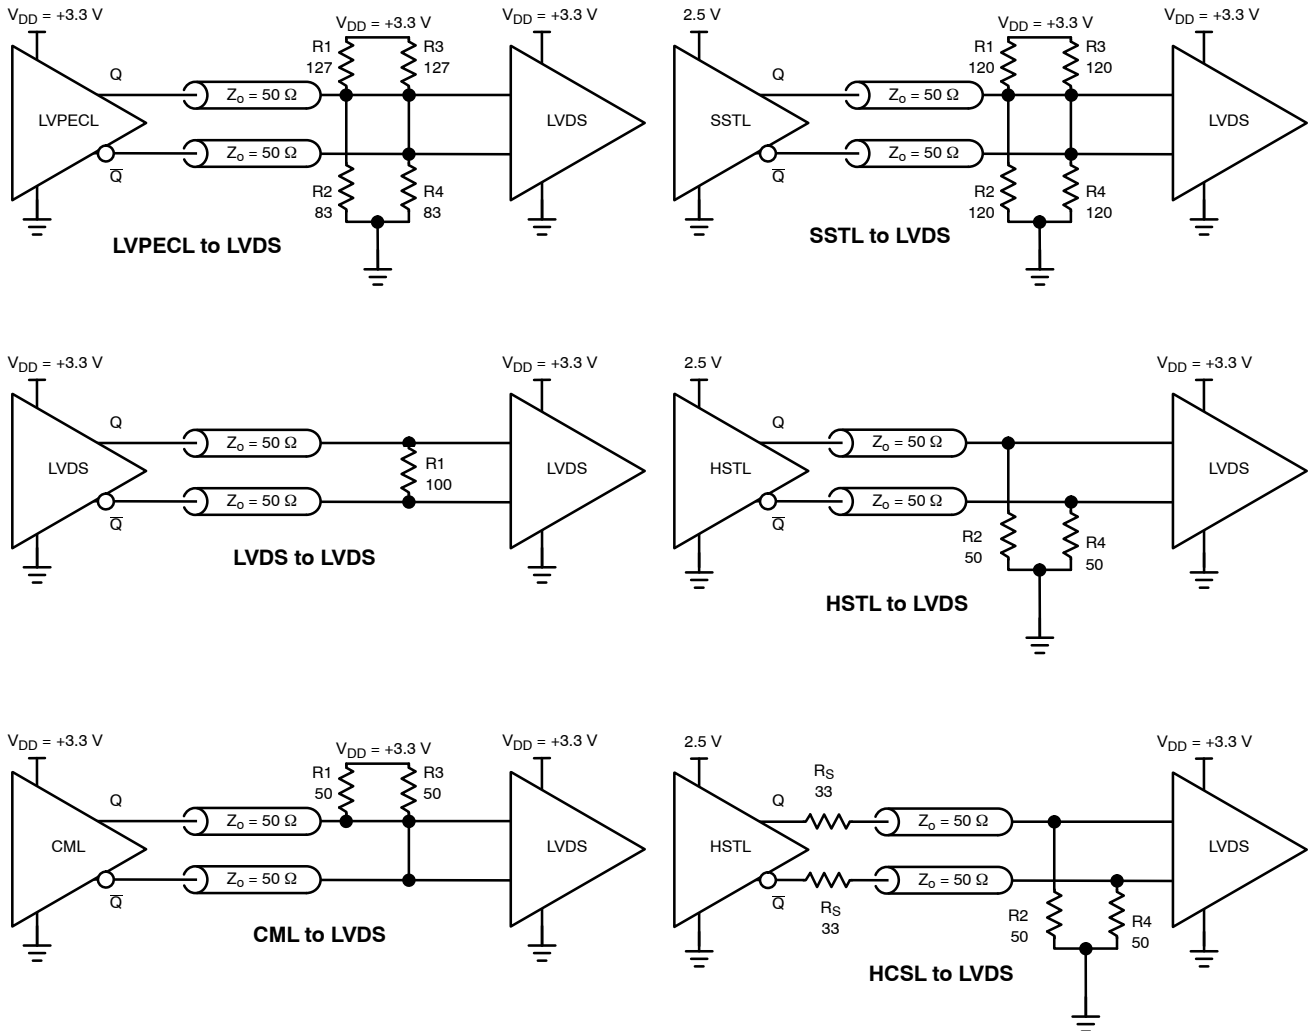 VDD = +3.3 V
VDD = +3.3 V
VDD = +3.3 V
R1
127
R3
127
Q
Zo = 50 Ω
LVPECL
LVDS
Zo = 50 Ω
Q̅
R2
83
R4
83
LVPECL to LVDS
2.5 V
VDD = +3.3 V
VDD = +3.3 V
R1
120
R3
120
Q
Zo = 50 Ω
SSTL
LVDS
Zo = 50 Ω
Q̅
R2
120
R4
120
SSTL to LVDS
VDD = +3.3 V
VDD = +3.3 V
Q
Zo = 50 Ω
LVDS
R1
100
LVDS
Zo = 50 Ω
Q̅
LVDS to LVDS
2.5 V
VDD = +3.3 V
Q
Zo = 50 Ω
HSTL
LVDS
Zo = 50 Ω
Q̅
R2
50
R4
50
HSTL to LVDS
VDD = +3.3 V
VDD = +3.3 V
VDD = +3.3 V
R1
50
R3
50
Q
Zo = 50 Ω
CML
LVDS
Zo = 50 Ω
Q̅
CML to LVDS
2.5 V
VDD = +3.3 V
RS
33
Q
Zo = 50 Ω
HSTL
LVDS
Zo = 50 Ω
Q̅
RS
33
R2
50
R4
50
HCSL to LVDS